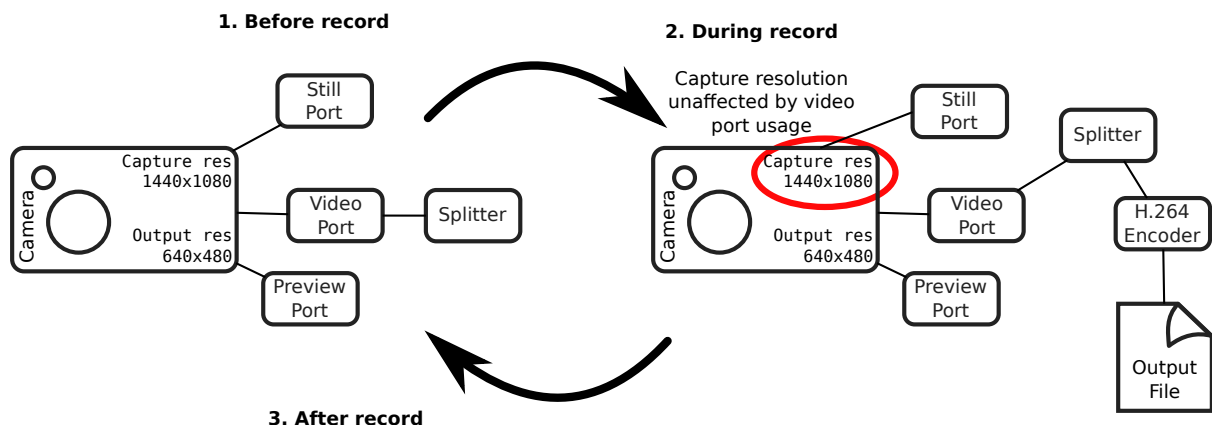 1. Before record
Still
Port
Capture res
1440x1080
Camera
Video
Port
Splitter
Output res
640x480
Preview
Port
2. During record
Capture resolution
unaffected by video
port usage
Still
Port
Splitter
Capture res
1440x1080
Camera
Video
Port
H.264
Encoder
Output res
640x480
Preview
Port
Output
File
3. After record